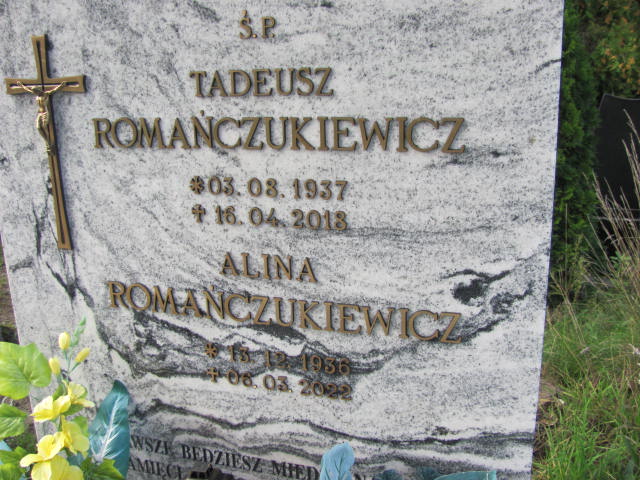 Ś.P.
TADEUSZ
ROMAŃCZUKIEWICZ
*03.08.1937
✝16.04.2018
ALINA
ROMAŃCZUKIEWICZ
*13.12.1936
✝06.03.2022
BĘDZIESZ